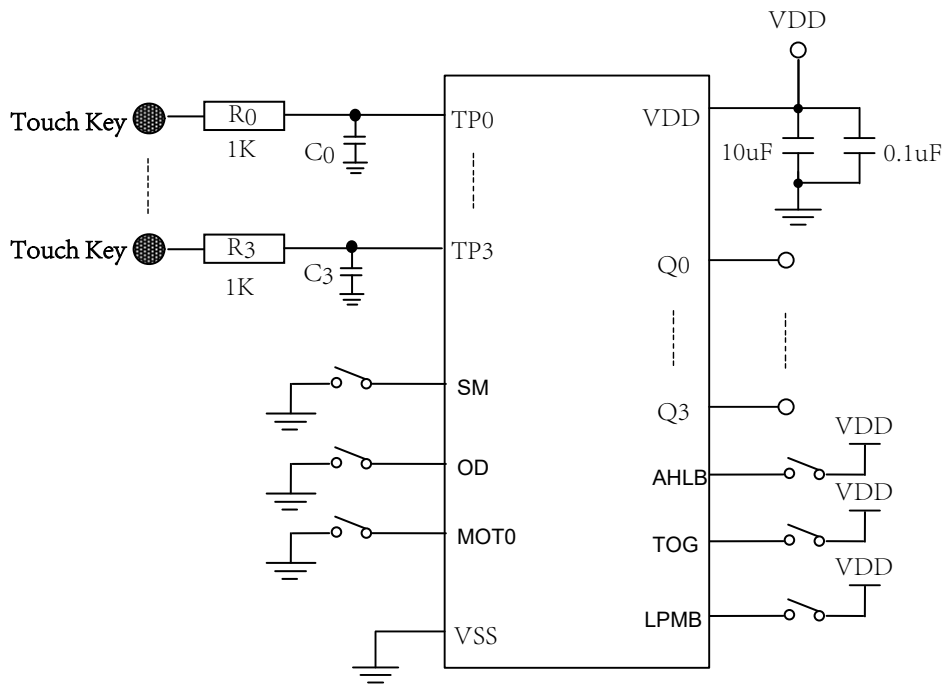 VDD
Touch Key
R0
1K
C0
TP0
VDD
10uF
0.1uF
Touch Key
R3
1K
C3
TP3
Q0
SM
Q3
VDD
OD
AHLB
VDD
MOT0
TOG
VDD
VSS
LPMB